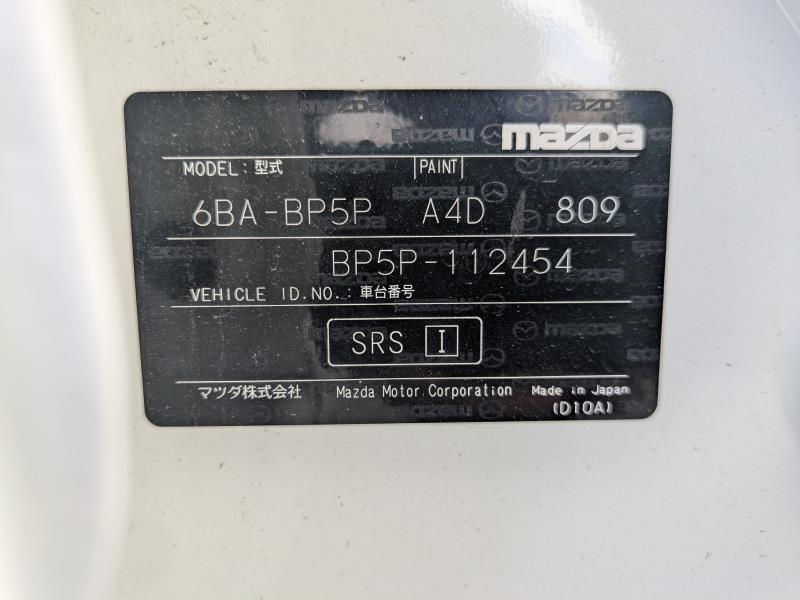 mazda
MODEL:型式 |PAINT|
6BA-BP5P A4D 809
BP5P-112454
VEHICLE ID.NO.:車台番号
SRS I
マツダ株式会社 Mazda Motor Corporation Made in Japan
(D10A)